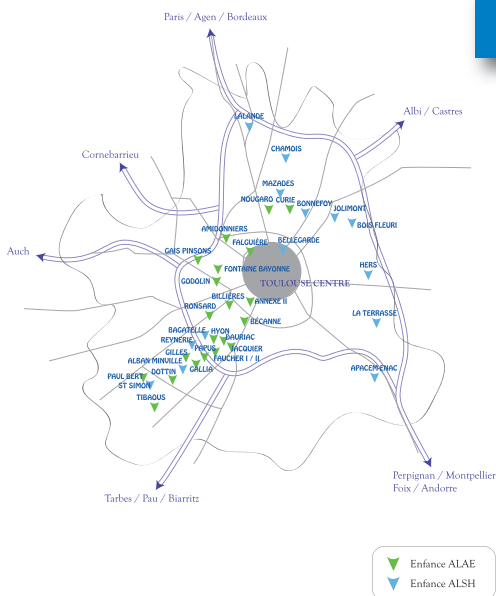 Paris / Agen / Bordeaux
Albi / Castres
LALANDE
CHAMOIS
Cornebarrieu
MAZADES
NOUGARO CURIE BONNEFOY
JOLIMONT
BOIS FLEURI
AMIDONNIERS
FALGUIÈRE
BELLEGARDE
Auch
GAIS PINSONS
FONTAINE BAYONNE
HERS
GODOLIN
TOULOUSE CENTRE
BILLIÈRES
ANNEXE II
RONSARD
LA TERRASSE
BÉCANNE
BAGATELLE
HYON
DAURIAC
REYNERIE
PAPUS
JACQUIER
GILLES
FAUCHER I / II
ALBAN MINVILLE
GALLIA
APACEM ENAC
DOTTIN
PAUL BERT
ST SIMON
TIBAOUS
Perpignan / Montpellier
Foix / Andorre
Tarbes / Pau / Biarritz
Enfance ALAE
Enfance ALSH